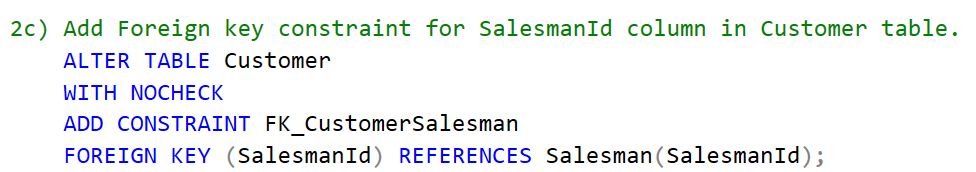 2c) Add Foreign key constraint for SalesmanId column in Customer table.
ALTER TABLE Customer
WITH NOCHECK
ADD CONSTRAINT FK_CustomerSalesman
FOREIGN KEY (SalesmanId) REFERENCES Salesman(SalesmanId);